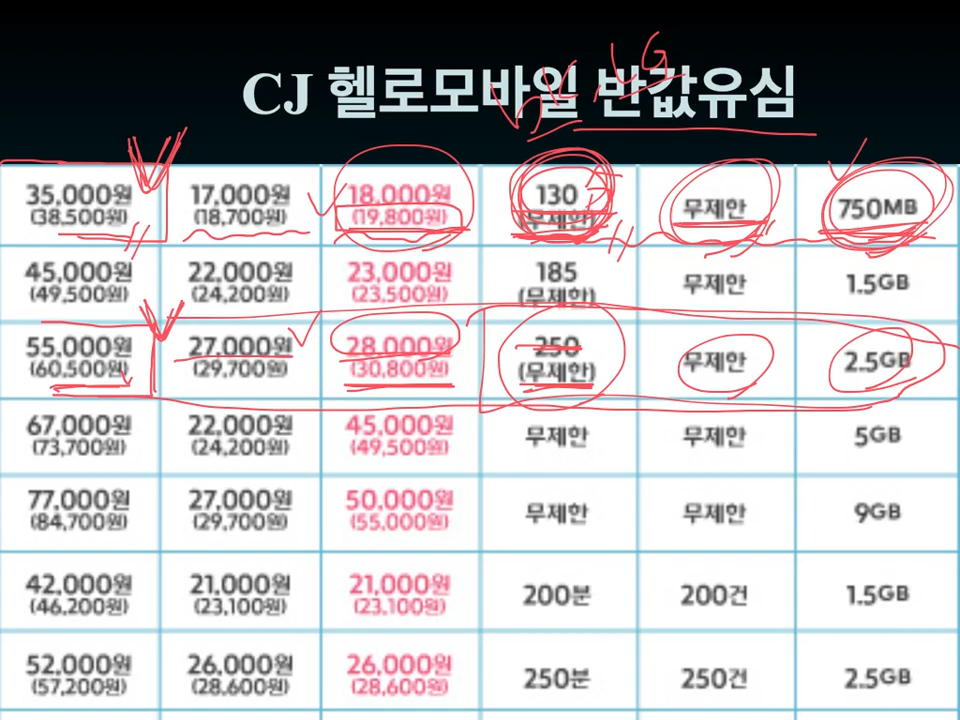 CJ 헬로모바일 반값유심
LG
35,000원 17,000원 18,000원 130 무제한 750MB
(38,500원) (18,700원) (19,800원) (무제한)
45,000원 22,000원 23,000원 185 무제한 1.5GB
(49,500원) (24,200원) (23,500원) (무제한)
55,000원 27,000원 28,000원 250 무제한 2.5GB
(60,500원) (29,700원) (30,800원) (무제한)
67,000원 22,000원 45,000원 무제한 무제한 5GB
(73,700원) (24,200원) (49,500원)
77,000원 27,000원 50,000원 무제한 무제한 9GB
(84,700원) (29,700원) (55,000원)
42,000원 21,000원 21,000원 200분 200건 1.5GB
(46,200원) (23,100원) (23,100원)
52,000원 26,000원 26,000원 250분 250건 2.5GB
(57,200원) (28,600원) (28,600원)